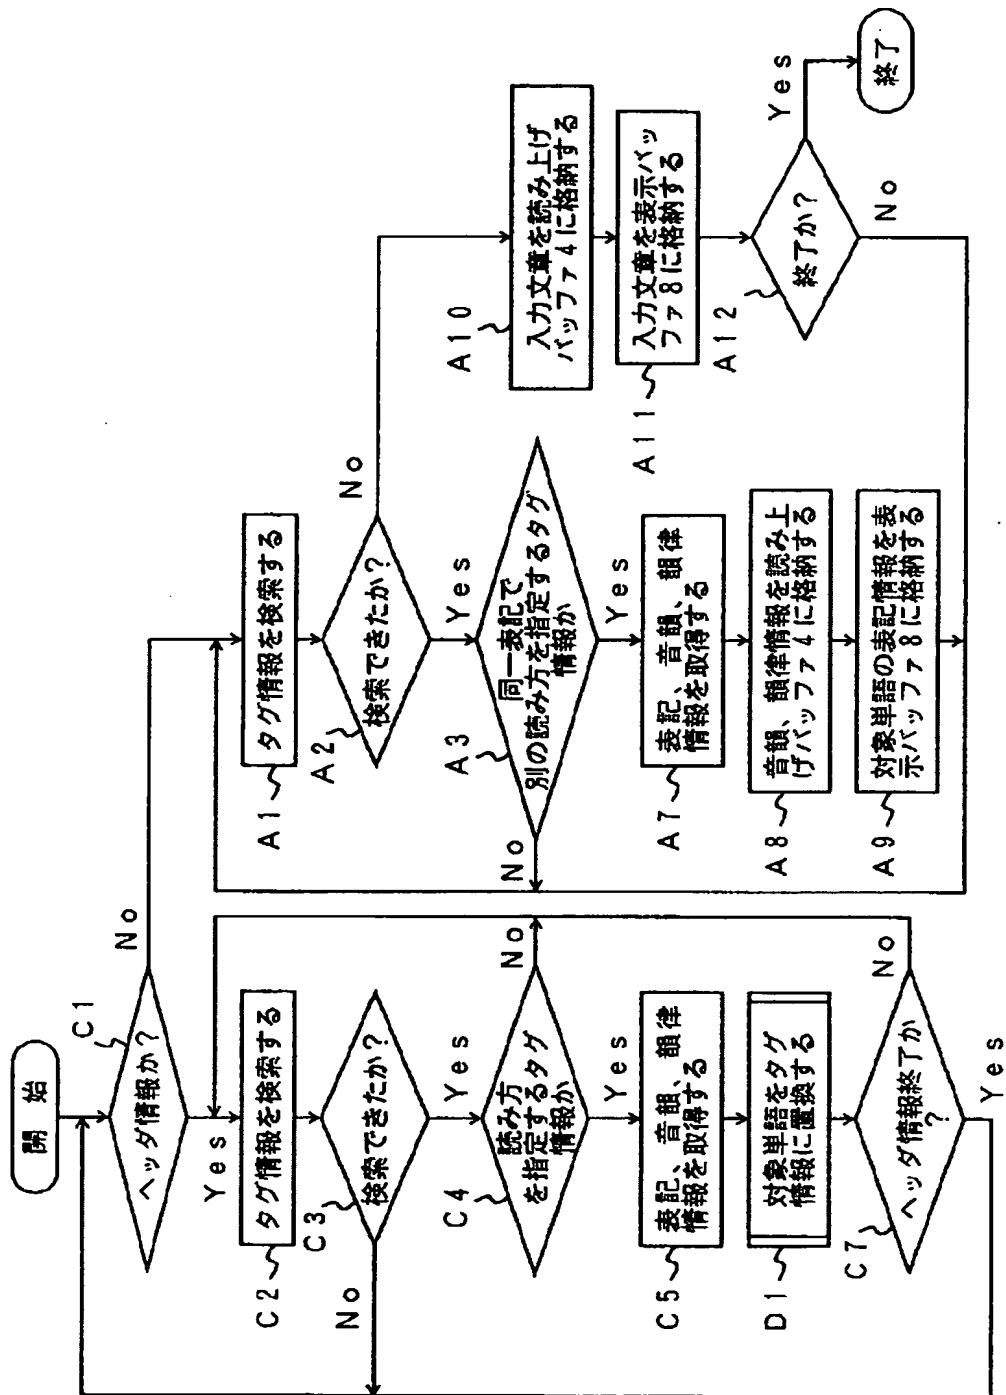 開　始
C1
ヘッダ情報か?
No
Yes
C2
タグ情報を検索する
C3
検索できたか?
No
Yes
C4
読み方
を指定するタグ
情報か
No
Yes
C5
表記、音韻、韻律
情報を取得する
D1
対象単語をタグ
情報に置換する
C7
ヘッダ情報終了か
?
No
Yes
A1
タグ情報を検索する
A2
検索できたか?
No
Yes
A3
同一表記で
別の読み方を指定するタグ
情報か
No
Yes
A7
表記、音韻、韻律
情報を取得する
A8
音韻、韻律情報を読み上
げバッファ4に格納する
A9
対象単語の表記情報を表
示バッファ8に格納する
A10
入力文章を読み上げ
バッファ4に格納する
A11
入力文章を表示バッ
ファ8に格納する
A12
終了か?
Yes
No
終了